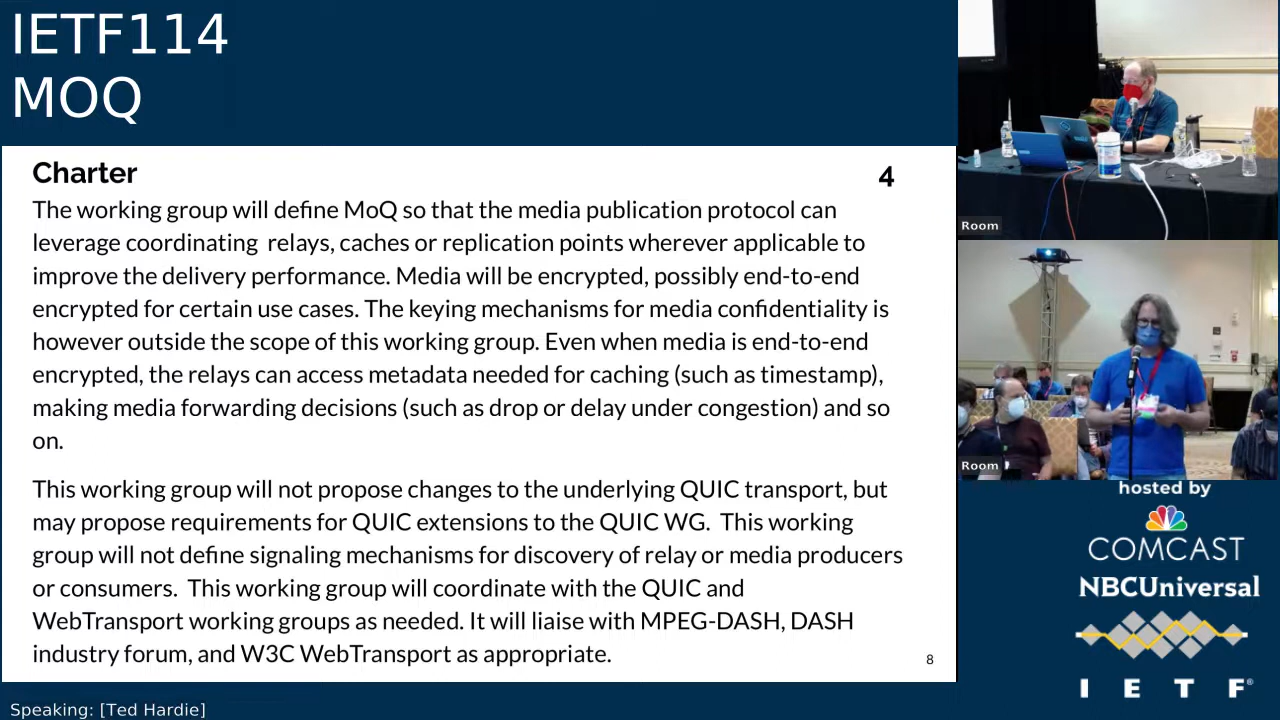 IETF114
MOQ
Charter
4
The working group will define MoQ so that the media publication protocol can
leverage coordinating relays, caches or replication points wherever applicable to
improve the delivery performance. Media will be encrypted, possibly end-to-end
encrypted for certain use cases. The keying mechanisms for media confidentiality is
however outside the scope of this working group. Even when media is end-to-end
encrypted, the relays can access metadata needed for caching (such as timestamp),
making media forwarding decisions (such as drop or delay under congestion) and so
on.
This working group will not propose changes to the underlying QUIC transport, but
may propose requirements for QUIC extensions to the QUIC WG. This working
group will not define signaling mechanisms for discovery of relay or media producers
or consumers. This working group will coordinate with the QUIC and
WebTransport working groups as needed. It will liaise with MPEG-DASH, DASH
industry forum, and W3C WebTransport as appropriate.
8
Room
Room
hosted by
COMCAST
NBCUniversal
I E T F®
Speaking: [Ted Hardie]